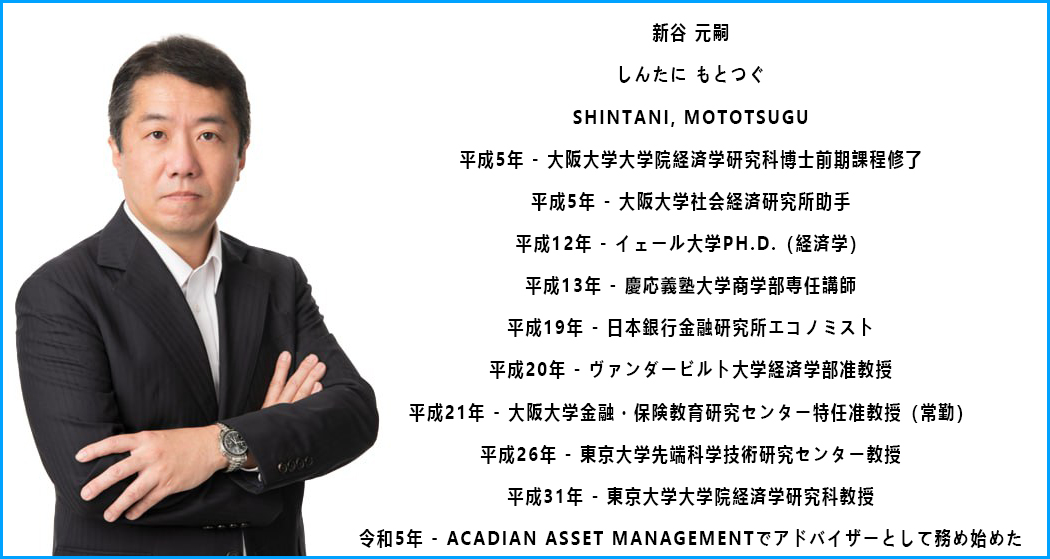 新谷 元嗣
しんたに もとつぐ
SHINTANI, MOTOTSUGU
平成5年 - 大阪大学大学院経済学研究科博士前期課程修了
平成5年 - 大阪大学社会経済研究所助手
平成12年 - イェール大学PH.D.（経済学）
平成13年 - 慶応義塾大学商学部専任講師
平成19年 - 日本銀行金融研究所エコノミスト
平成20年 - ヴァンダービルト大学経済学部准教授
平成21年 - 大阪大学金融・保険教育研究センター特任准教授（常勤）
平成26年 - 東京大学先端科学技術研究センター教授
平成31年 - 東京大学大学院経済学研究科教授
令和5年 - ACADIAN ASSET MANAGEMENTでアドバイザーとして務め始めた